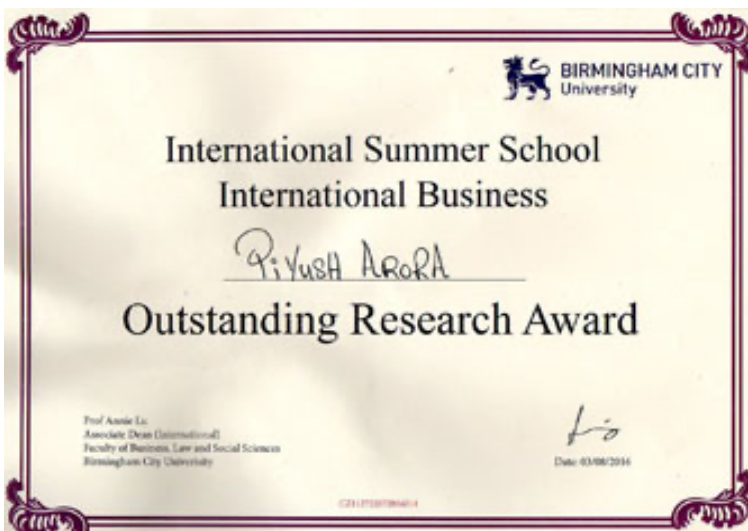 BIRMINGHAM CITY
University
International Summer School
International Business
PiYUSH ARORA
Outstanding Research Award
Prof Annie Lu
Associate Dean (International)
Faculty of Business, Law and Social Sciences
Birmingham City University
Date: 03/08/2016